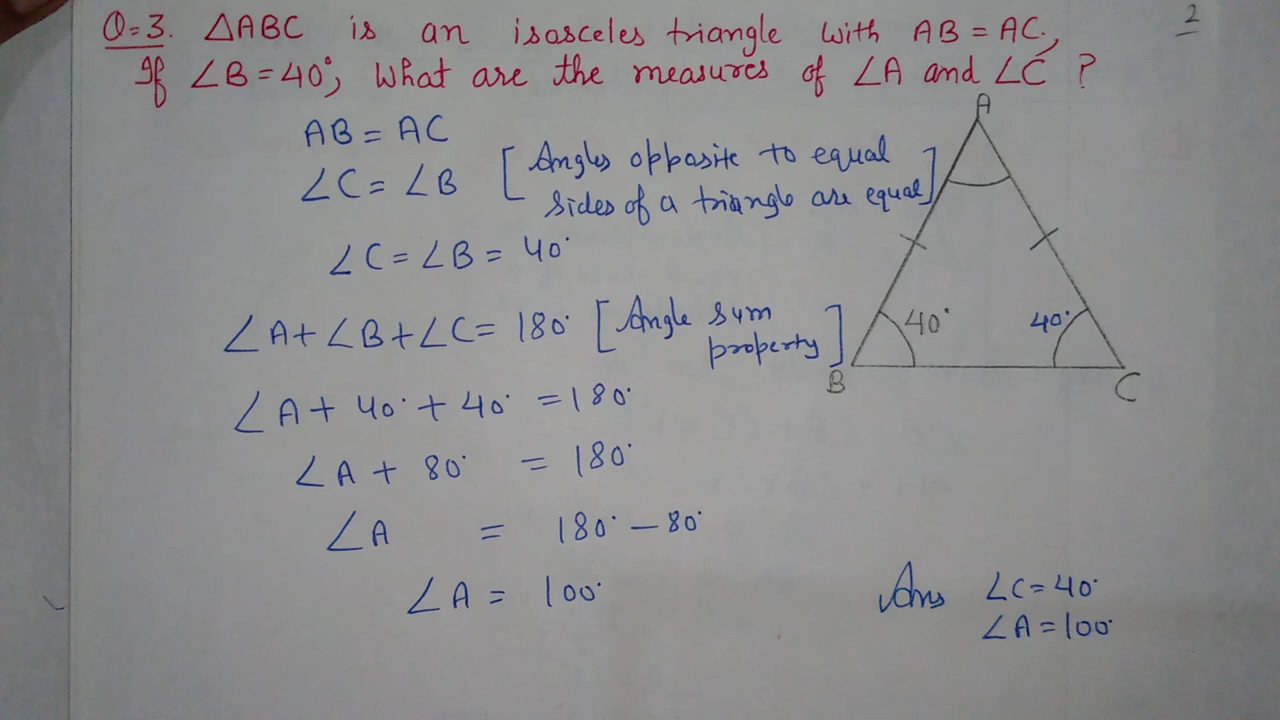 2
Q=3. △ABC is an isosceles triangle with AB = AC.,
If ∠B = 40°, What are the measures of ∠A and ∠C ?
AB = AC
∠C = ∠B [Angles opposite to equal
sides of a triangle are equal]
∠C = ∠B = 40°
∠A + ∠B + ∠C = 180° [Angle sum
property]
∠A + 40° + 40° = 180°
∠A + 80° = 180°
∠A = 180° - 80°
∠A = 100°
A
40° 40°
B C
Ans ∠C = 40°
∠A = 100°